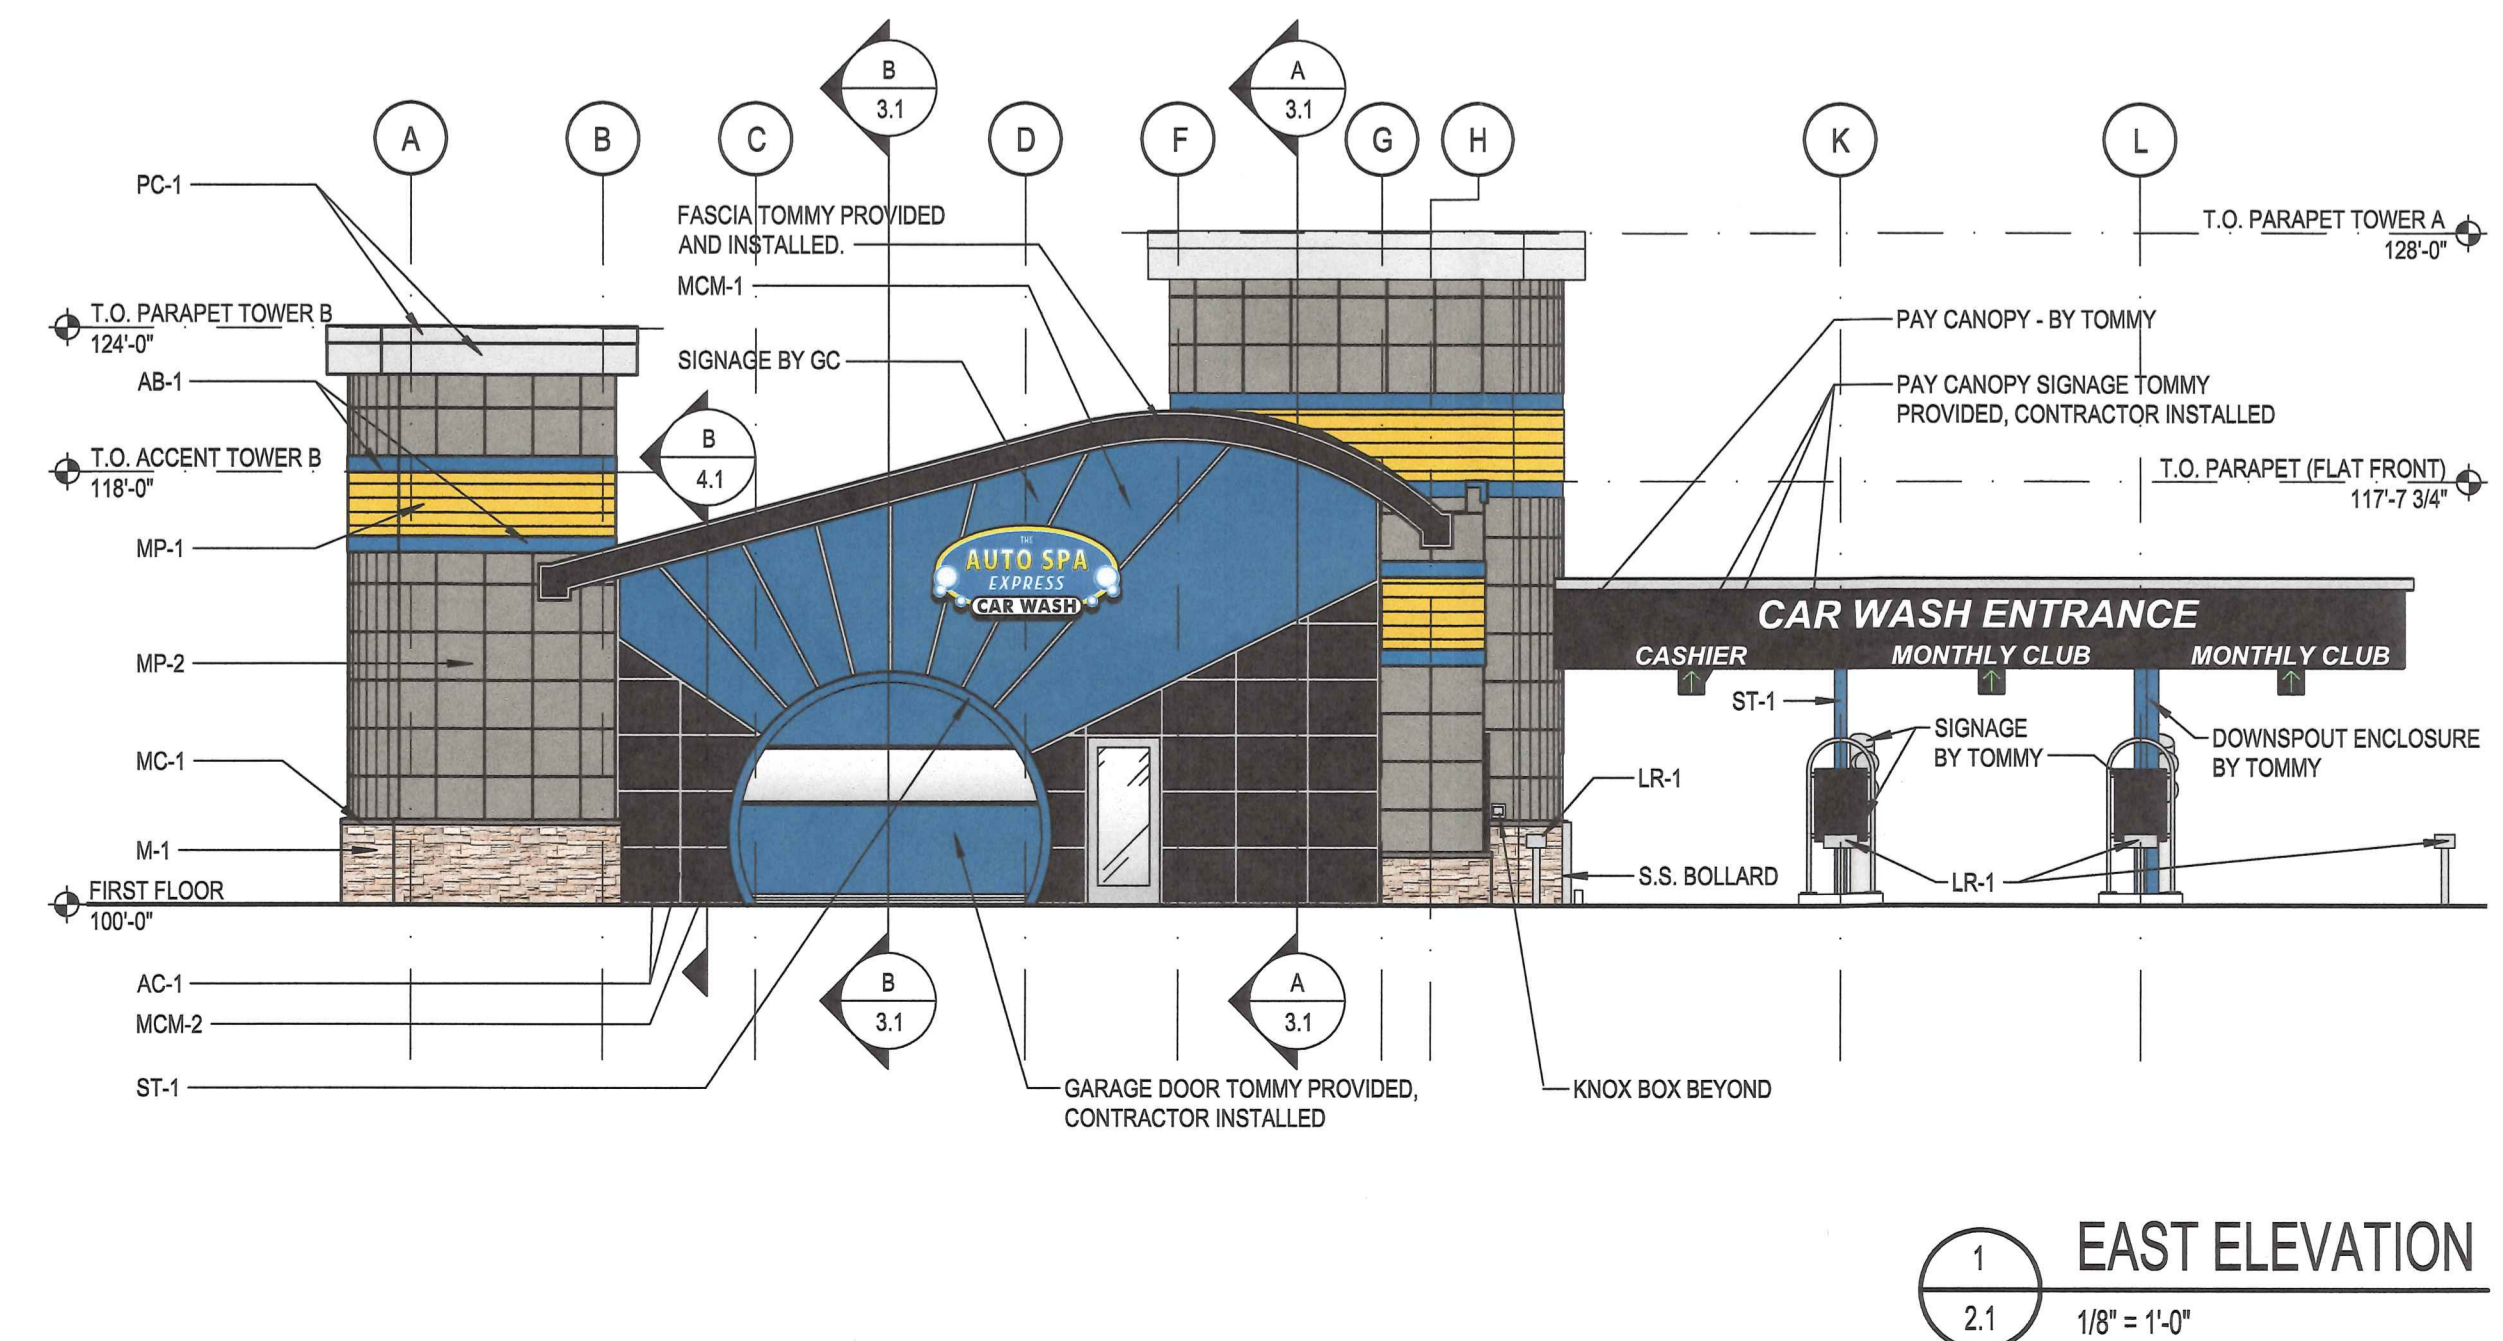 B
3.1
A
3.1
A
B
C
D
F
G
H
K
L
PC-1
FASCIA TOMMY PROVIDED
AND INSTALLED.
MCM-1
SIGNAGE BY GC
T.O. PARAPET TOWER A
128'-0"
T.O. PARAPET TOWER B
124'-0"
AB-1
PAY CANOPY - BY TOMMY
PAY CANOPY SIGNAGE TOMMY
PROVIDED, CONTRACTOR INSTALLED
T.O. ACCENT TOWER B
118'-0"
B
4.1
T.O. PARAPET (FLAT FRONT)
117'-7 3/4"
MP-1
THE
AUTO SPA
EXPRESS
CAR WASH
CAR WASH ENTRANCE
CASHIER
MONTHLY CLUB
MONTHLY CLUB
MP-2
ST-1
SIGNAGE
BY TOMMY
DOWNSPOUT ENCLOSURE
BY TOMMY
MC-1
LR-1
M-1
S.S. BOLLARD
LR-1
FIRST FLOOR
100'-0"
AC-1
MCM-2
B
3.1
A
3.1
ST-1
GARAGE DOOR TOMMY PROVIDED,
CONTRACTOR INSTALLED
KNOX BOX BEYOND
1
2.1
EAST ELEVATION
1/8" = 1'-0"